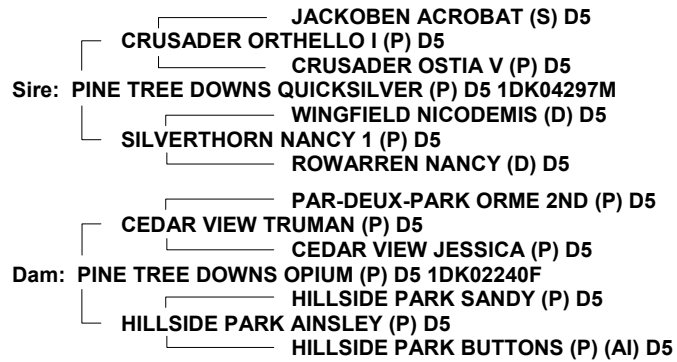 JACKOBEN ACROBAT (S) D5
CRUSADER ORTHELLO I (P) D5
CRUSADER OSTIA V (P) D5
Sire: PINE TREE DOWNS QUICKSILVER (P) D5 1DK04297M
WINGFIELD NICODEMIS (D) D5
SILVERTHORN NANCY 1 (P) D5
ROWARREN NANCY (D) D5
PAR-DEUX-PARK ORME 2ND (P) D5
CEDAR VIEW TRUMAN (P) D5
CEDAR VIEW JESSICA (P) D5
Dam: PINE TREE DOWNS OPIUM (P) D5 1DK02240F
HILLSIDE PARK SANDY (P) D5
HILLSIDE PARK AINSLEY (P) D5
HILLSIDE PARK BUTTONS (P) (AI) D5